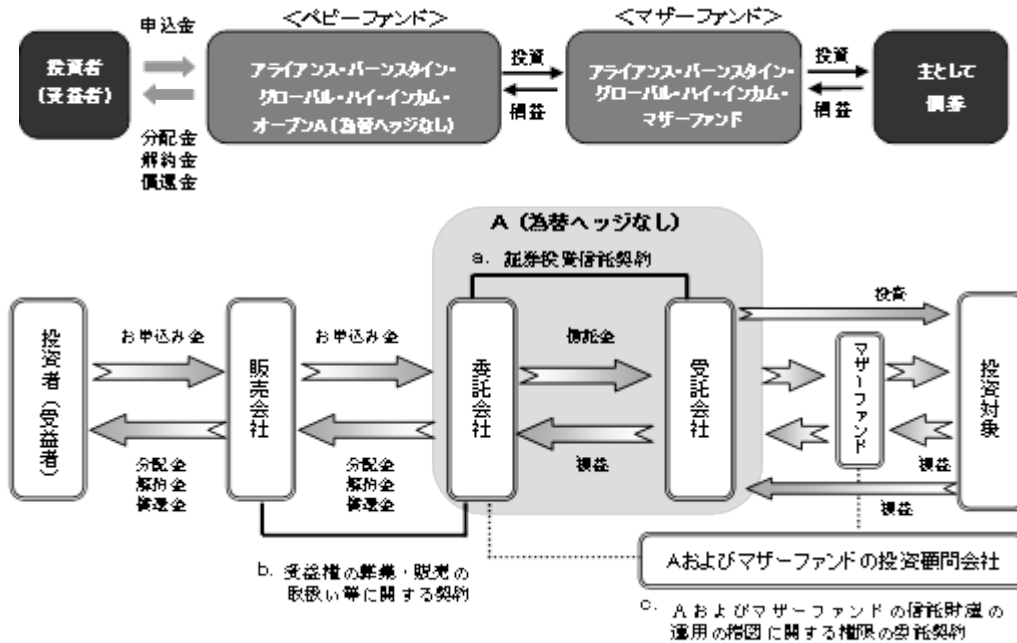 ＜ベビーファンド＞
＜マザーファンド＞
申込金
投資者
（受益者）
分配金
解約金
償還金
アライアンス・バーンスタイン・
グローバル・ハイ・インカム・
オープンA（為替ヘッジなし）
投資
損益
アライアンス・バーンスタイン・
グローバル・ハイ・インカム・
マザーファンド
投資
損益
主として
債券
A（為替ヘッジなし）
a. 証券投資信託契約
投資者（受益者）
お申込み金
分配金
解約金
償還金
販売会社
お申込み金
分配金
解約金
償還金
委託会社
信託金
損益
受託会社
投資
マザーファンド
損益
損益
投資対象
b. 受益権の募集・販売の
取扱い等に関する契約
Aおよびマザーファンドの投資顧問会社
c. Aおよびマザーファンドの信託財産の
運用の指図に関する権限の委託契約